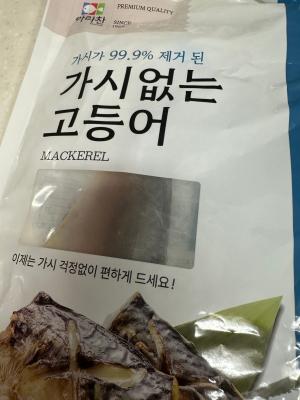 PREMIUM QUALITY
SINCE
가시가 99.9% 제거 된
가시없는
고등어
MACKEREL
이제는 가시 걱정없이 편하게 드세요!